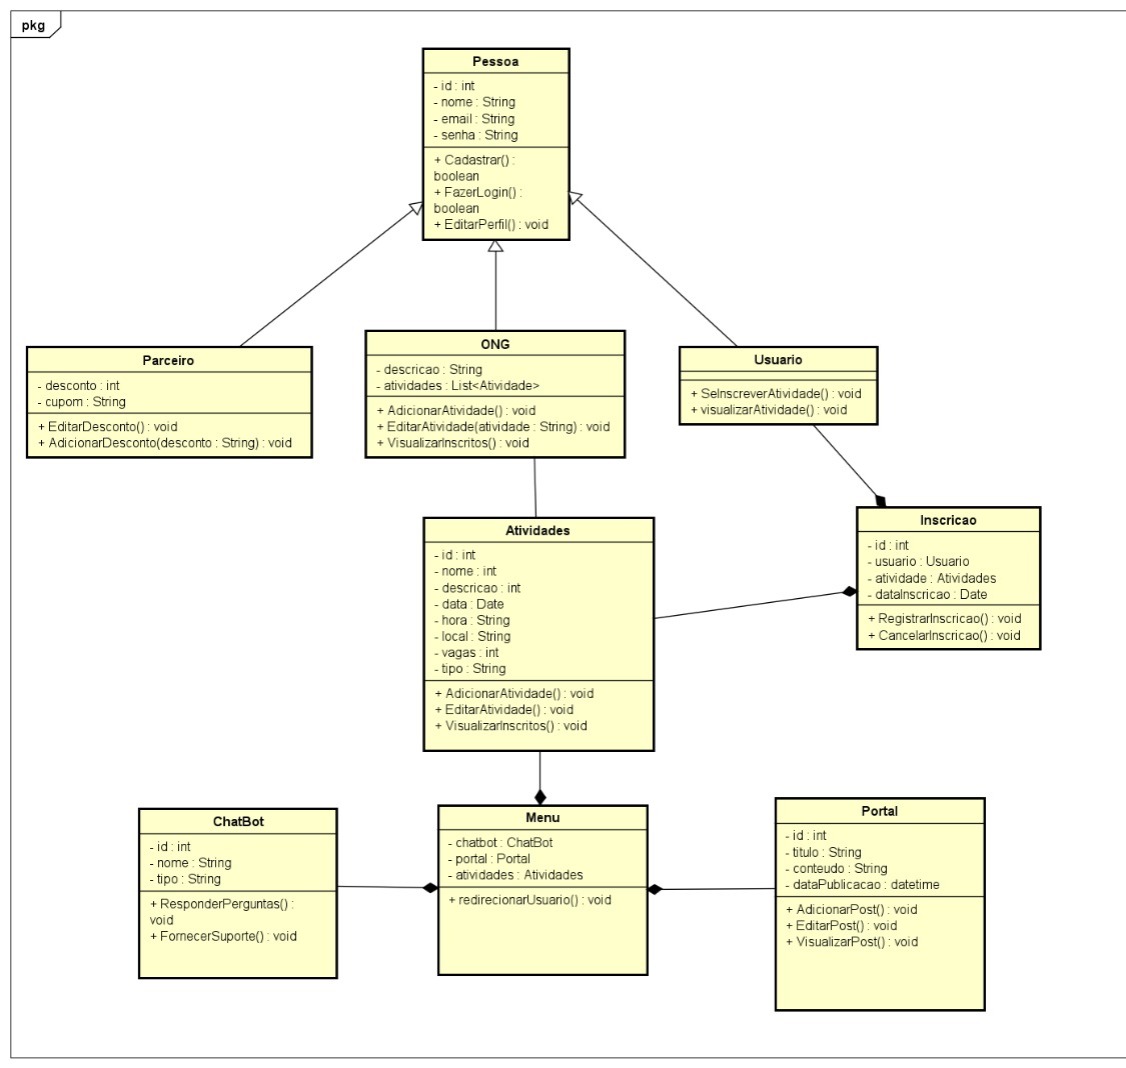 pkg
Pessoa
- id : int
- nome : String
- email : String
- senha : String
+ Cadastrar() :
boolean
+ FazerLogin() :
boolean
+ EditarPerfil() : void
Parceiro
- desconto : int
- cupom : String
+ EditarDesconto() : void
+ AdicionarDesconto(desconto : String) : void
ONG
- descricao : String
- atividades : List<Atividade>
+ AdicionarAtividade() : void
+ EditarAtividade(atividade : String) : void
+ VisualizarInscritos() : void
Usuario
+ SeInscreverAtividade() : void
+ visualizarAtividade() : void
Atividades
- id : int
- nome : int
- descricao : int
- data : Date
- hora : String
- local : String
- vagas : int
- tipo : String
+ AdicionarAtividade() : void
+ EditarAtividade() : void
+ VisualizarInscritos() : void
Inscricao
- id : int
- usuario : Usuario
- atividade : Atividades
- dataInscricao : Date
+ RegistrarInscricao() : void
+ CancelarInscricao() : void
ChatBot
- id : int
- nome : String
- tipo : String
+ ResponderPerguntas() :
void
+ FornecerSuporte() : void
Menu
- chatbot : ChatBot
- portal : Portal
- atividades : Atividades
+ redirecionarUsuario() : void
Portal
- id : int
- titulo : String
- conteudo : String
- dataPublicacao : datetime
+ AdicionarPost() : void
+ EditarPost() : void
+ VisualizarPost() : void